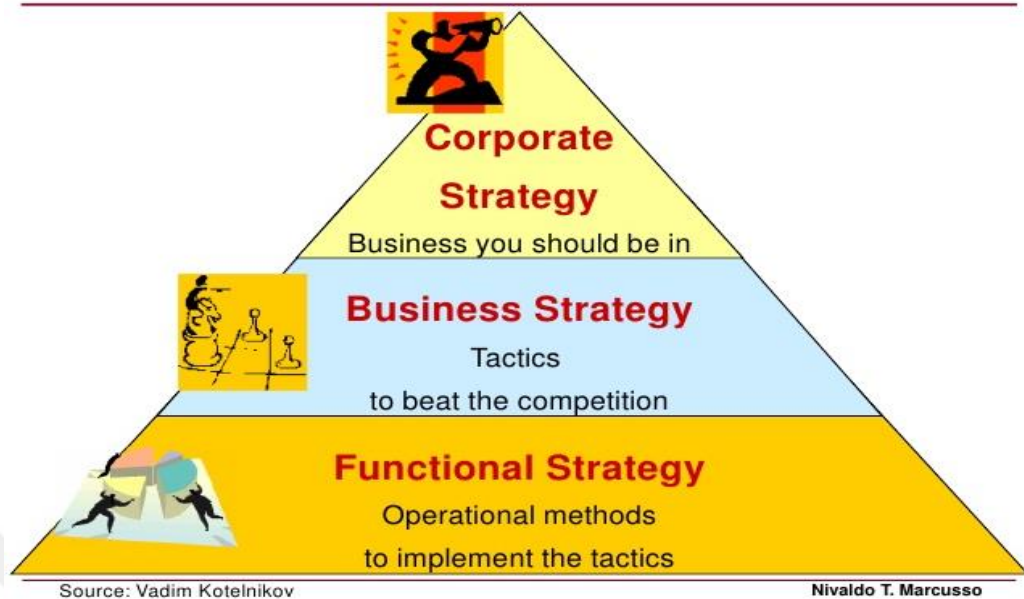 Corporate
Strategy
Business you should be in
Business Strategy
Tactics
to beat the competition
Functional Strategy
Operational methods
to implement the tactics
Source: Vadim Kotelnikov
Nivaldo T. Marcusso